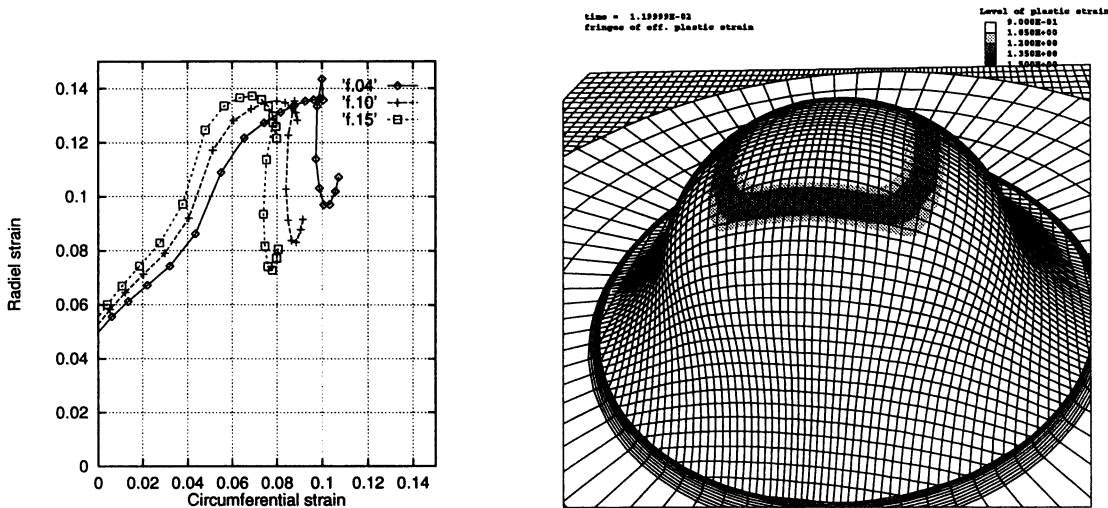 0.14
0.12
0.1
0.08
0.06
0.04
0.02
0
Radiel strain
'f.04'
'f.10'
'f.15'
0 0.02 0.04 0.06 0.08 0.1 0.12 0.14
Circumferential strain
time = 1.19999E-02
fringes of eff. plastic strain
Level of plastic strain
9.000E-01
1.050E+00
1.200E+00
1.350E+00
1.500E+00